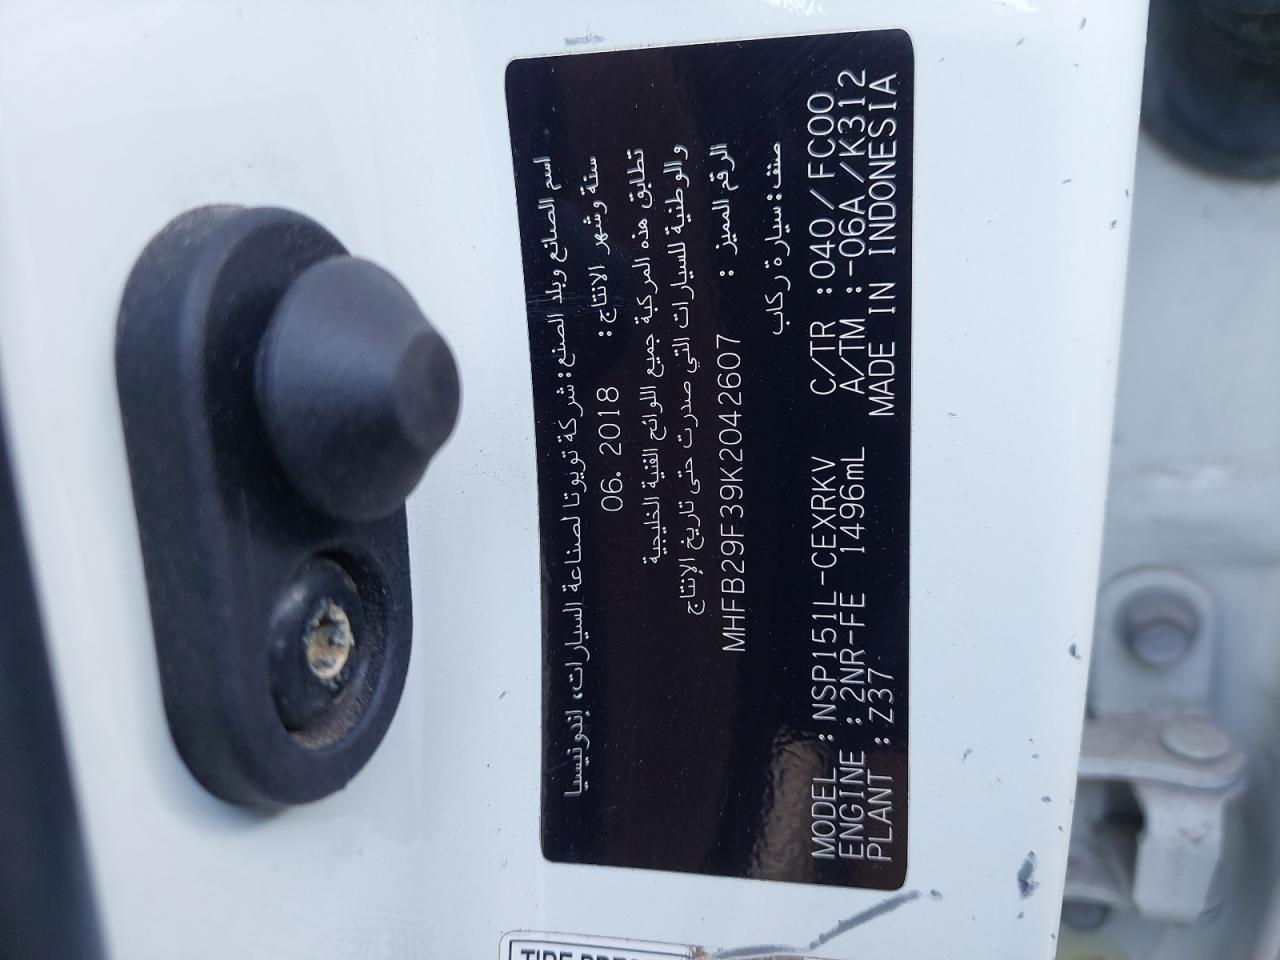 اسم الصانع وبلد الصنع: شركة تويوتا لصناعة السيارات، إندونيسيا
سنة وشهر الانتاج: 06. 2018
تطابق هذه المركبة جميع اللوائح الفنية الخليجية
والوطنية للسيارات التي صدرت حتى تاريخ الإنتاج
الرقم المميز : MHFB29F39K2042607
صنف: سيارة ركاب
MODEL : NSP151L-CEXRKV C/TR : 040/FC00
ENGINE : 2NR-FE 1496mL A/TM : -06A/K312
PLANT : Z37 MADE IN INDONESIA
TIRE